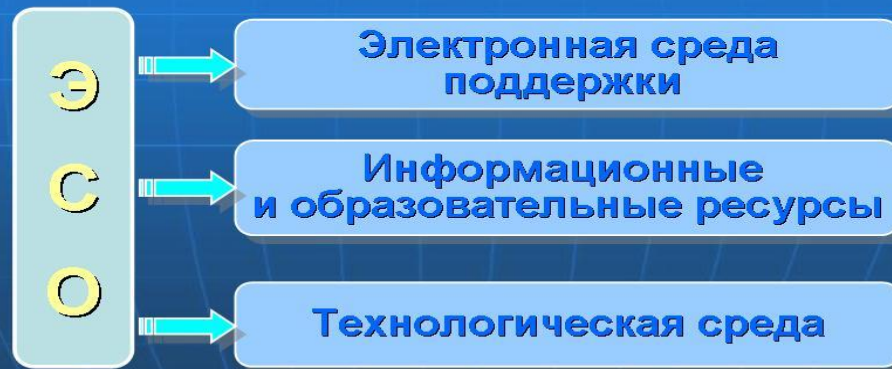 Э
С
О
Электронная среда
поддержки
Информационные
и образовательные ресурсы
Технологическая среда